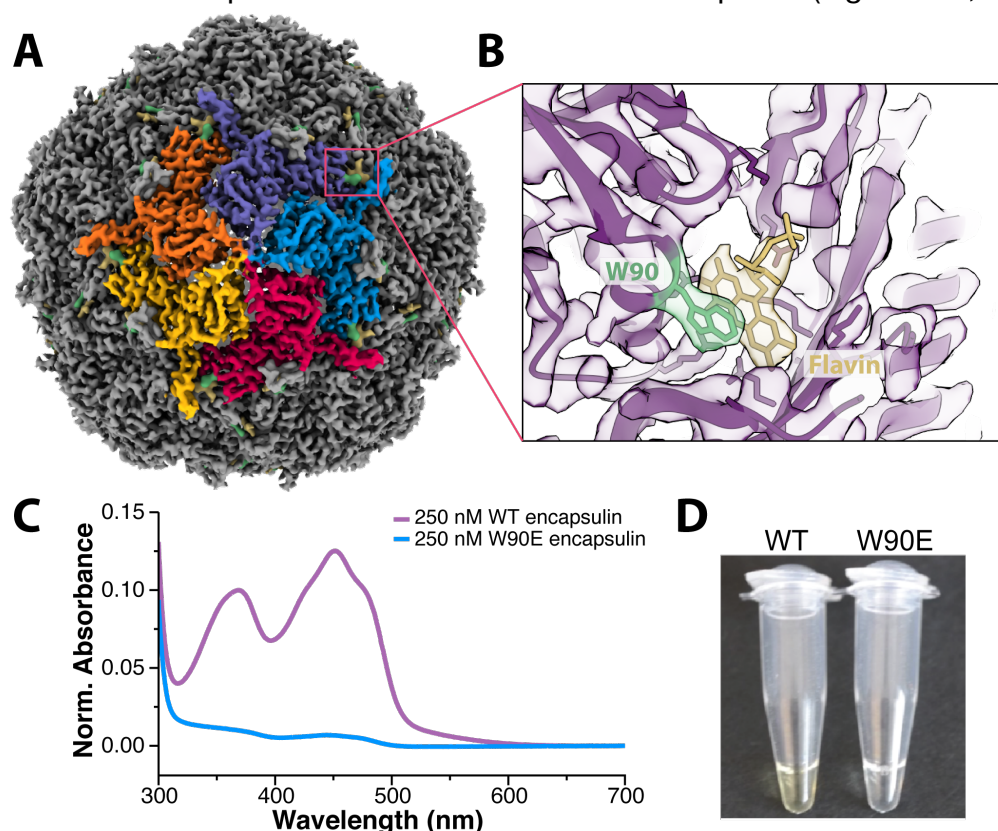 A
B
W90
Flavin
C
0.15
0.10
0.05
0.00
Norm. Absorbance
250 nM WT encapsulin
250 nM W90E encapsulin
300
400
500
600
700
Wavelength (nm)
D
WT
W90E